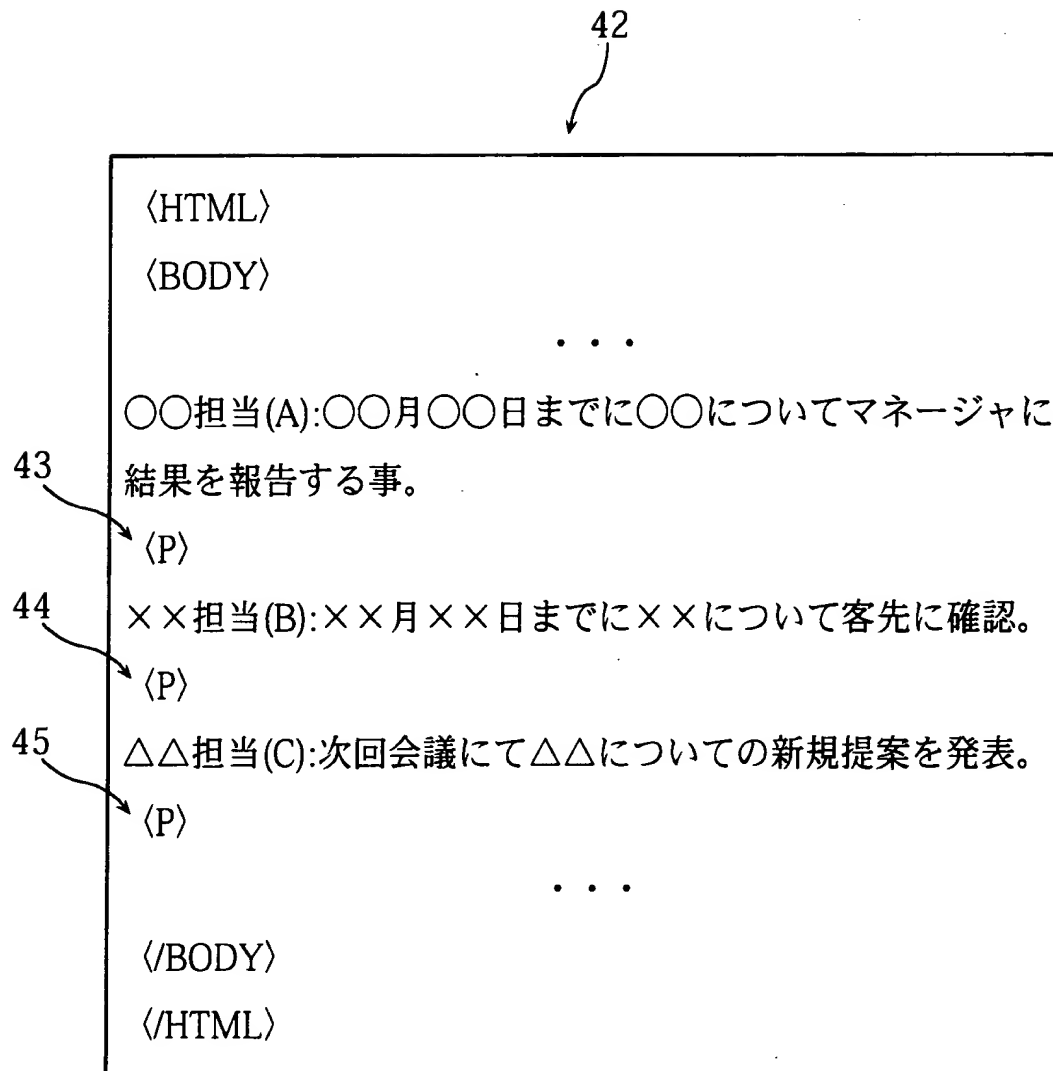 42
〈HTML〉
〈BODY〉
・・・
○○担当(A):○○月○○日までに○○についてマネージャに
43
結果を報告する事。
〈P〉
44
××担当(B):××月××日までに××について客先に確認。
〈P〉
45
△△担当(C):次回会議にて△△についての新規提案を発表。
〈P〉
・・・
〈/BODY〉
〈/HTML〉